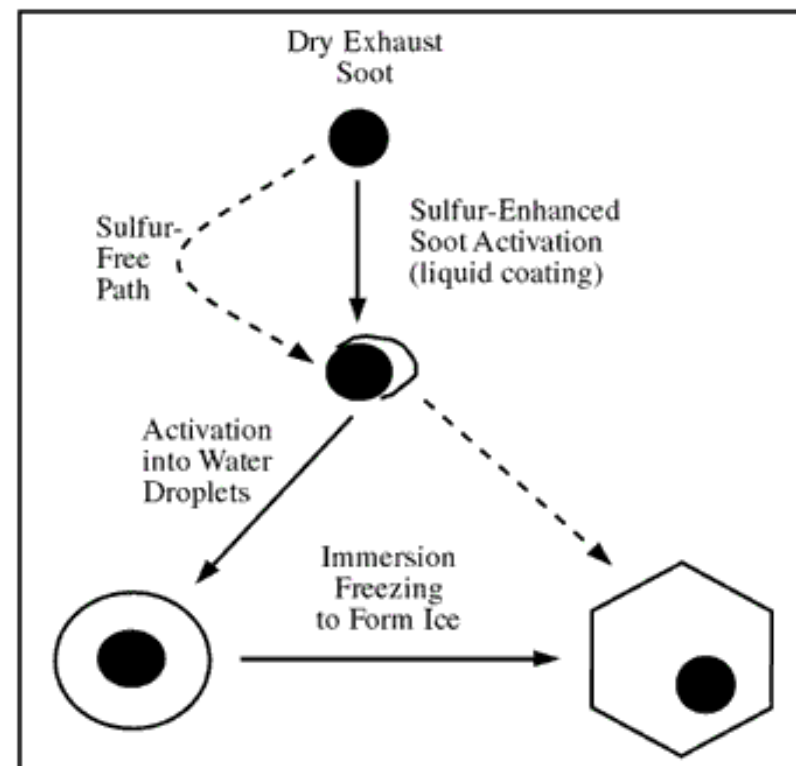 Dry Exhaust
Soot
Sulfur-
Free
Path
Sulfur-Enhanced
Soot Activation
(liquid coating)
Activation
into Water
Droplets
Immersion
Freezing
to Form Ice